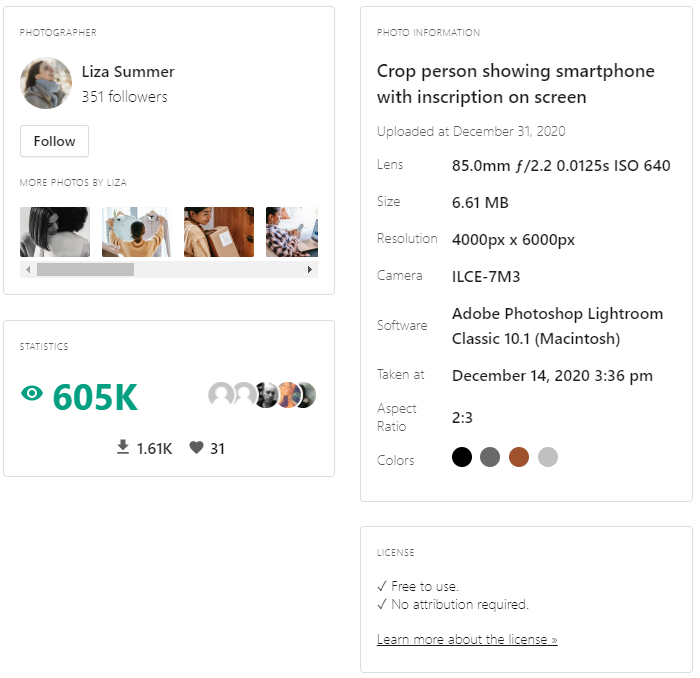 PHOTOGRAPHER
Liza Summer
351 followers
Follow
MORE PHOTOS BY LIZA
STATISTICS
605K
1.61K 31
PHOTO INFORMATION
Crop person showing smartphone
with inscription on screen
Uploaded at December 31, 2020
Lens 85.0mm ƒ/2.2 0.0125s ISO 640
Size 6.61 MB
Resolution 4000px x 6000px
Camera ILCE-7M3
Software Adobe Photoshop Lightroom
Classic 10.1 (Macintosh)
Taken at December 14, 2020 3:36 pm
Aspect
Ratio 2:3
Colors
LICENSE
✓ Free to use.
✓ No attribution required.
Learn more about the license »